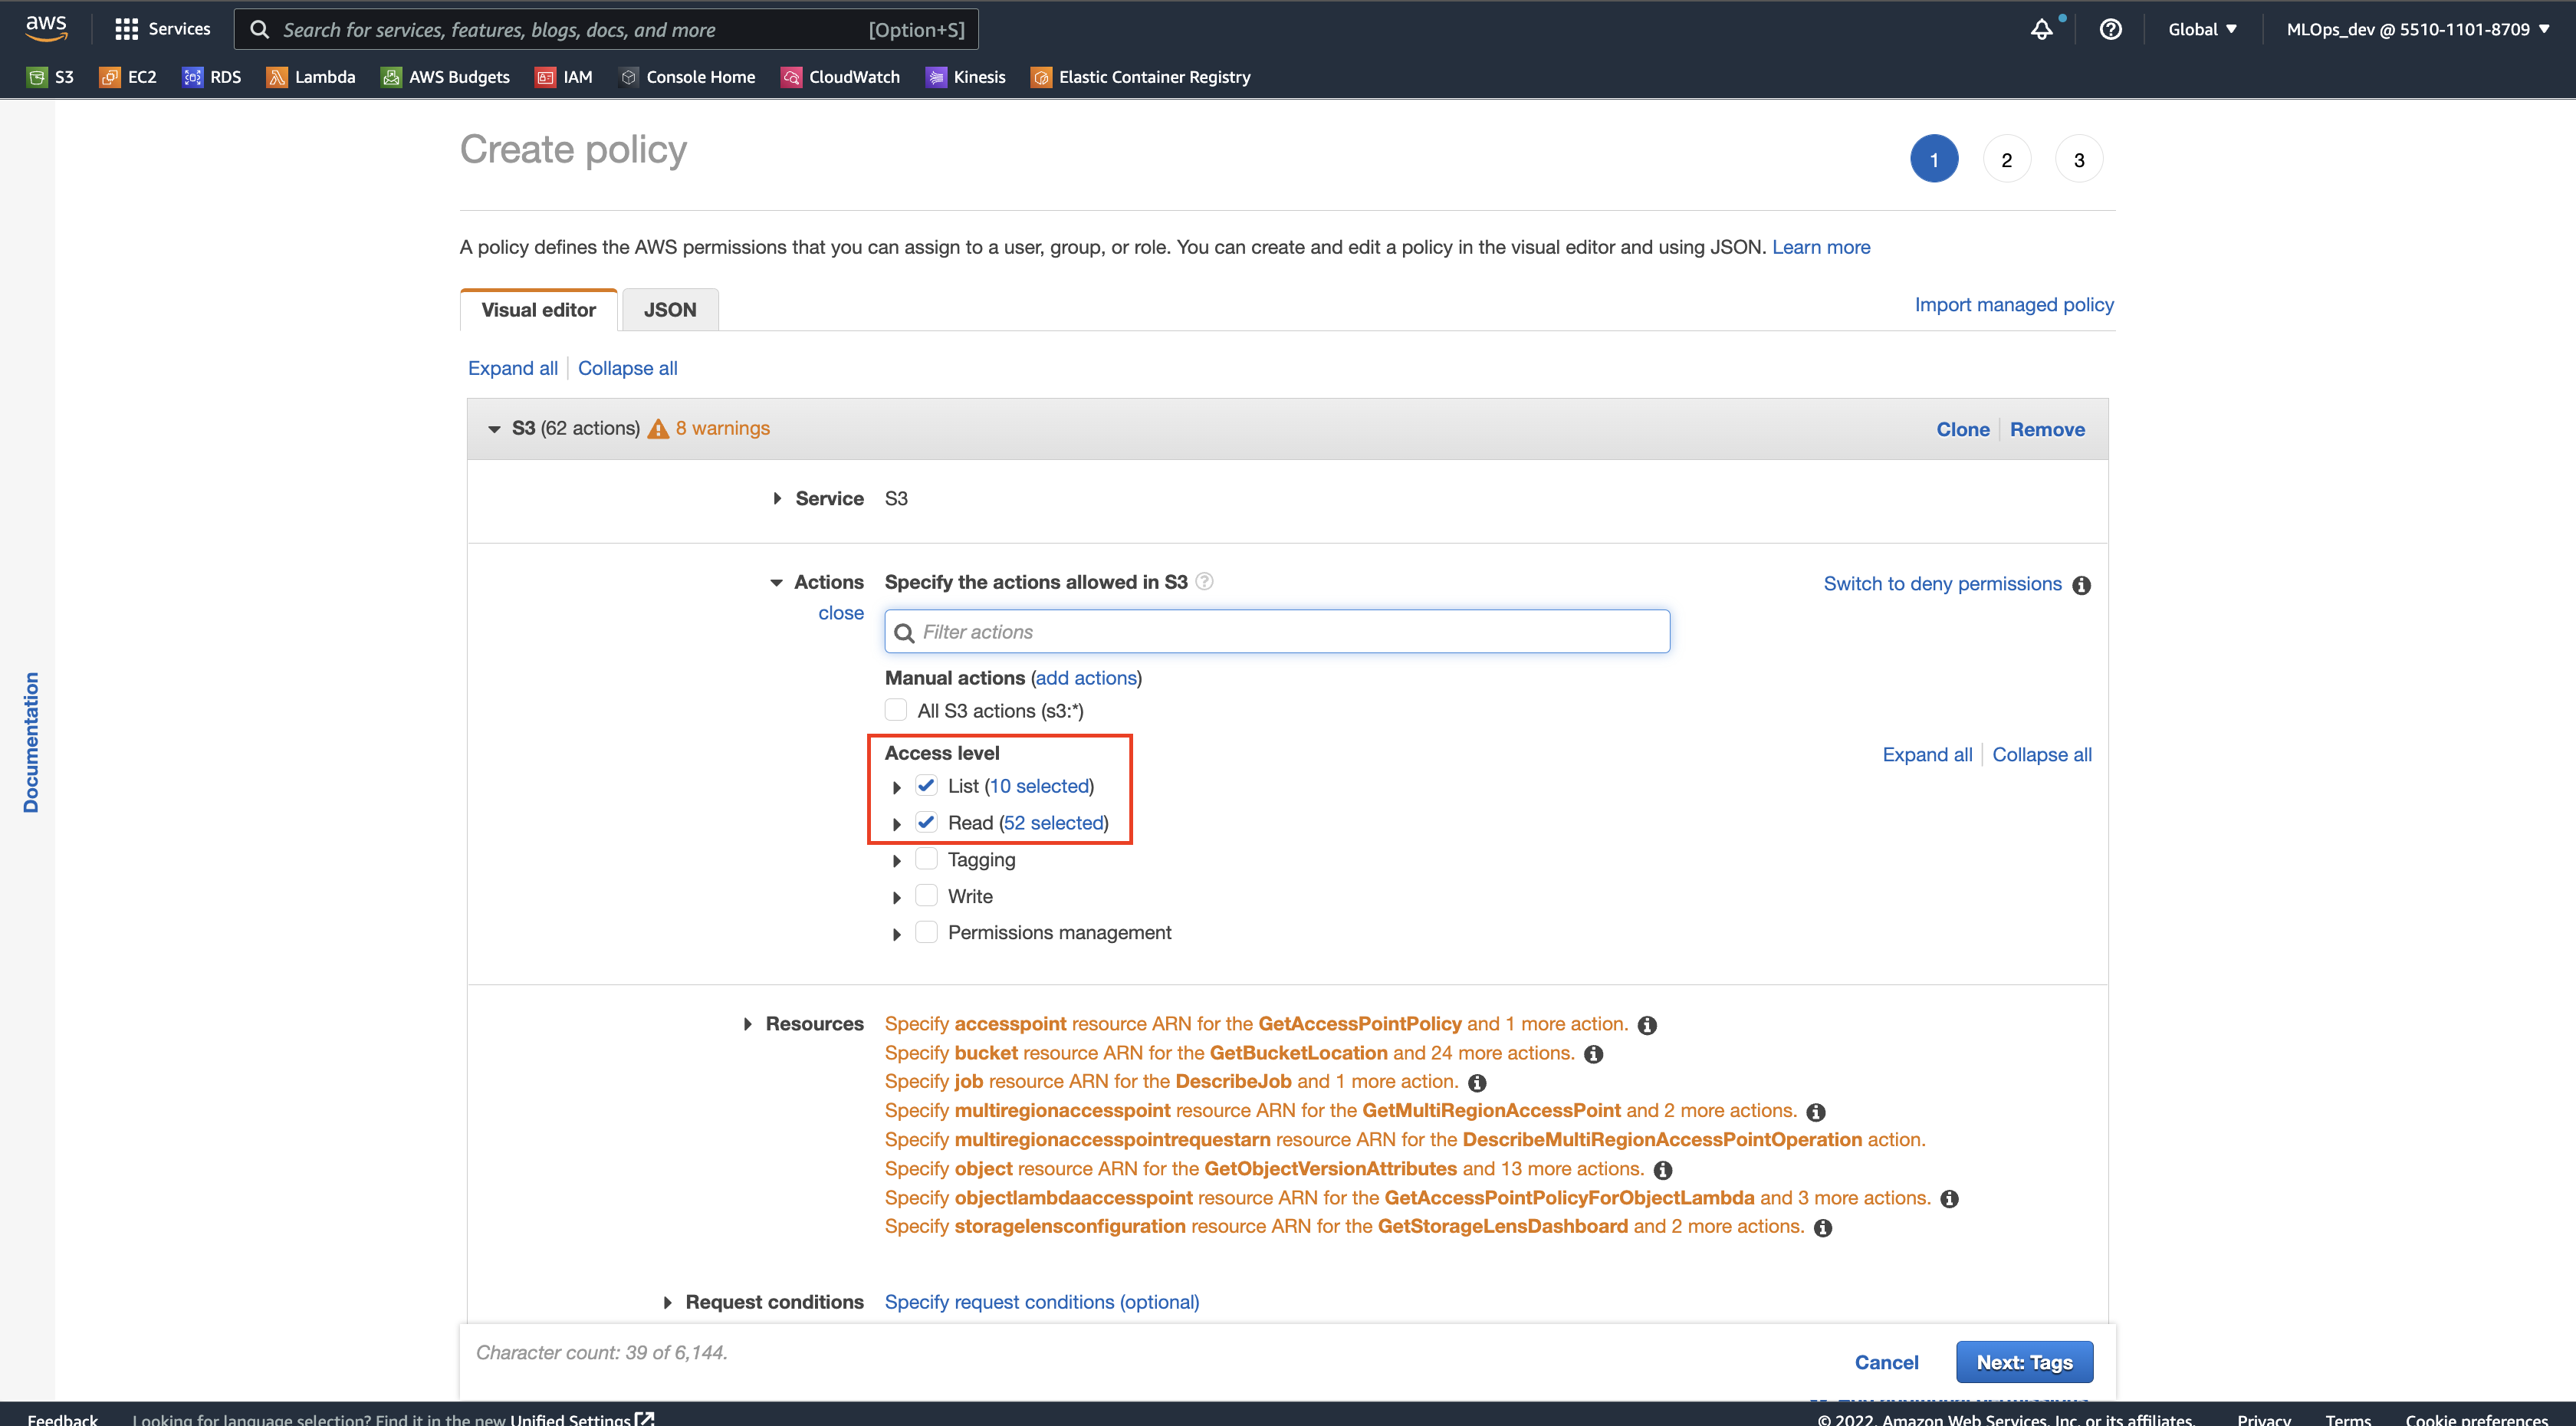 aws
Services
Search for services, features, blogs, docs, and more [Option+S]
Global ▼
MLOps_dev @ 5510-1101-8709 ▼
S3 EC2 RDS Lambda AWS Budgets IAM Console Home CloudWatch Kinesis Elastic Container Registry
Create policy
1 2 3
A policy defines the AWS permissions that you can assign to a user, group, or role. You can create and edit a policy in the visual editor and using JSON. Learn more
Visual editor JSON
Import managed policy
Expand all Collapse all
S3 (62 actions) 8 warnings
Clone Remove
Service S3
Actions Specify the actions allowed in S3
Switch to deny permissions
close
Filter actions
Manual actions (add actions)
All S3 actions (s3:*)
Access level
Expand all Collapse all
List (10 selected)
Read (52 selected)
Tagging
Write
Permissions management
Documentation
Resources Specify accesspoint resource ARN for the GetAccessPointPolicy and 1 more action.
Specify bucket resource ARN for the GetBucketLocation and 24 more actions.
Specify job resource ARN for the DescribeJob and 1 more action.
Specify multiregionaccesspoint resource ARN for the GetMultiRegionAccessPoint and 2 more actions.
Specify multiregionaccesspointrequestarn resource ARN for the DescribeMultiRegionAccessPointOperation action.
Specify object resource ARN for the GetObjectVersionAttributes and 13 more actions.
Specify objectlambdaaccesspoint resource ARN for the GetAccessPointPolicyForObjectLambda and 3 more actions.
Specify storagelensconfiguration resource ARN for the GetStorageLensDashboard and 2 more actions.
Request conditions Specify request conditions (optional)
Character count: 39 of 6,144.
Cancel
Next: Tags
Feedback Looking for language selection? Find it in the new Unified Settings
© 2022, Amazon Web Services, Inc. or its affiliates. Privacy Terms Cookie preferences